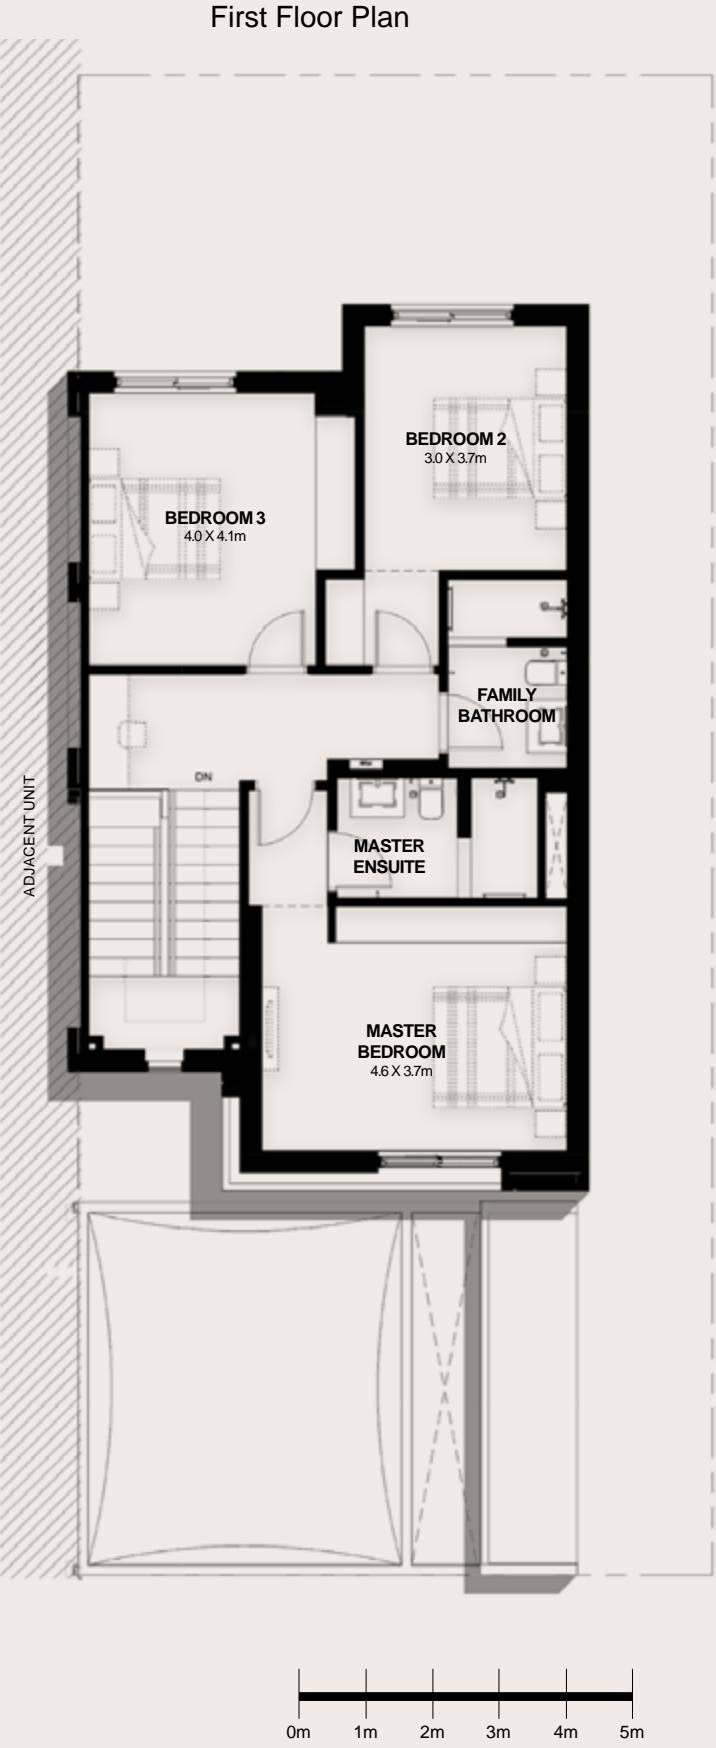 First Floor Plan
BEDROOM 2
3.0 X 3.7m
BEDROOM 3
4.0 X 4.1m
FAMILY
BATHROOM
DN
ADJACENT UNIT
MASTER
ENSUITE
MASTER
BEDROOM
4.6 X 3.7m
0m 1m 2m 3m 4m 5m